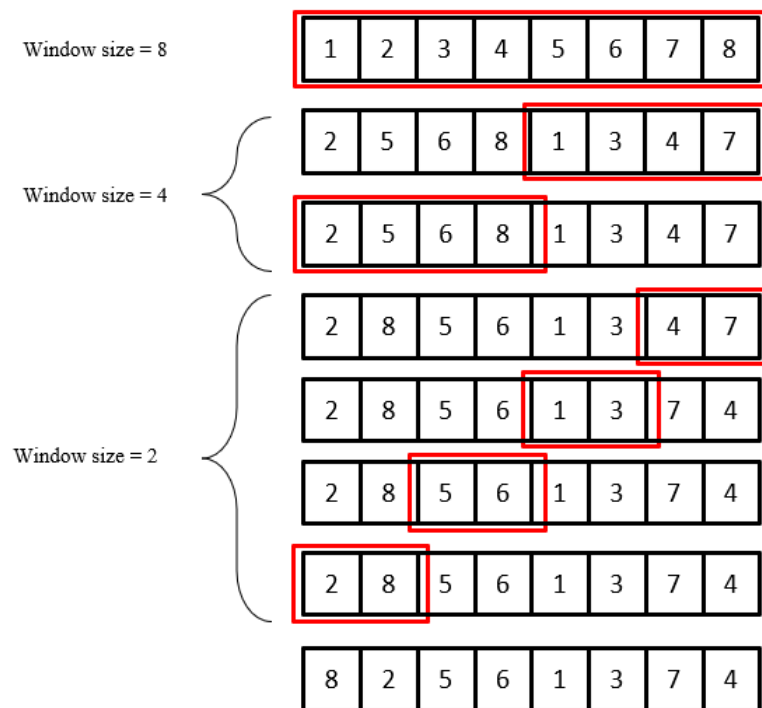 Window size = 8 1 2 3 4 5 6 7 8
2 5 6 8 1 3 4 7
Window size = 4
2 5 6 8 1 3 4 7
2 8 5 6 1 3 4 7
2 8 5 6 1 3 7 4
Window size = 2
2 8 5 6 1 3 7 4
2 8 5 6 1 3 7 4
8 2 5 6 1 3 7 4